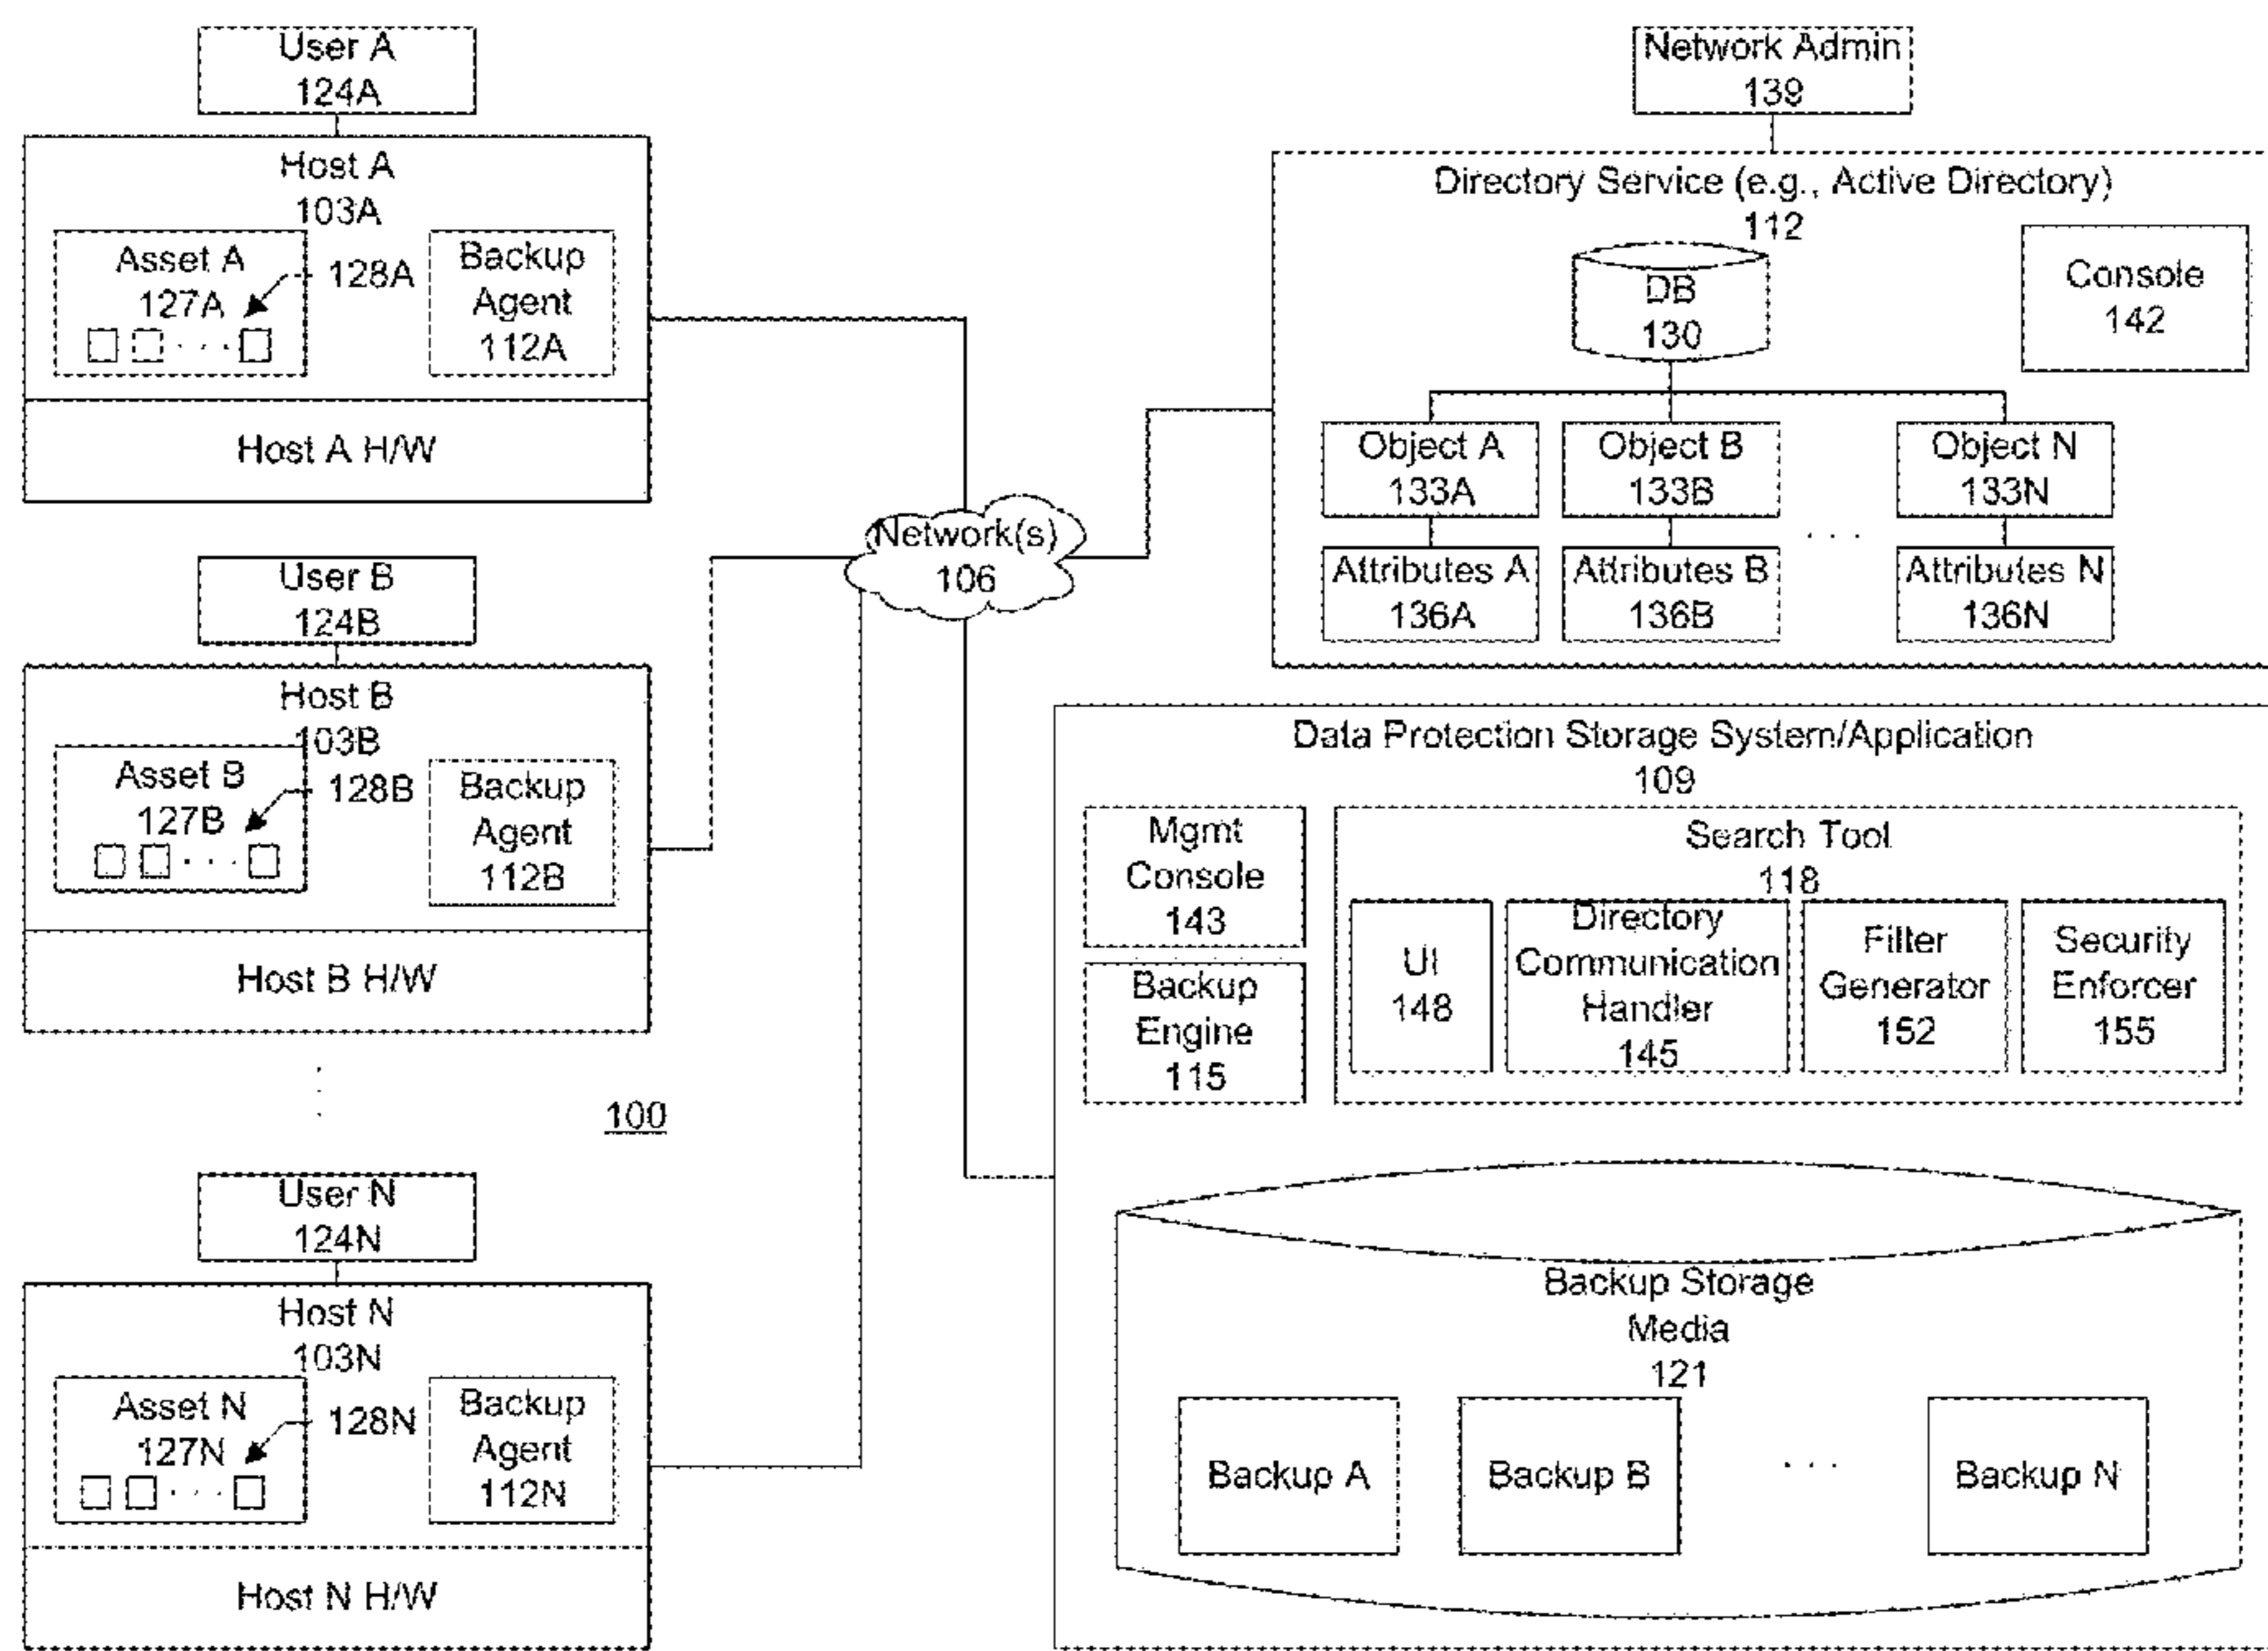 User A
124A
Host A
103A
Asset A
127A
128A
Backup
Agent
112A
Host A H/W
User B
124B
Host B
103B
Asset B
127B
128B
Backup
Agent
112B
Host B H/W
. . .
100
User N
124N
Host N
103N
Asset N
127N
128N
Backup
Agent
112N
Host N H/W
Network(s)
106
Network Admin
139
Directory Service (e.g., Active Directory)
112
DB
130
Console
142
Object A
133A
Object B
133B
Object N
133N
. . .
Attributes A
136A
Attributes B
136B
Attributes N
136N
Data Protection Storage System/Application
109
Mgmt
Console
143
Backup
Engine
115
Search Tool
118
UI
148
Directory
Communication
Handler
145
Filter
Generator
152
Security
Enforcer
155
Backup Storage
Media
121
Backup A
Backup B
. . .
Backup N